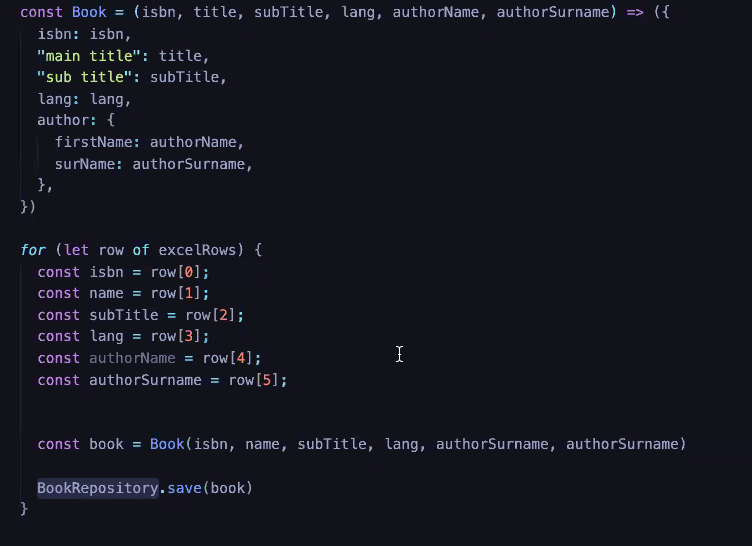 const Book = (isbn, title, subTitle, lang, authorName, authorSurname) => ({
  isbn: isbn,
  "main title": title,
  "sub title": subTitle,
  lang: lang,
  author: {
    firstName: authorName,
    surName: authorSurname,
  },
})

for (let row of excelRows) {
  const isbn = row[0];
  const name = row[1];
  const subTitle = row[2];
  const lang = row[3];
  const authorName = row[4];
  const authorSurname = row[5];


  const book = Book(isbn, name, subTitle, lang, authorSurname, authorSurname)

  BookRepository.save(book)
}